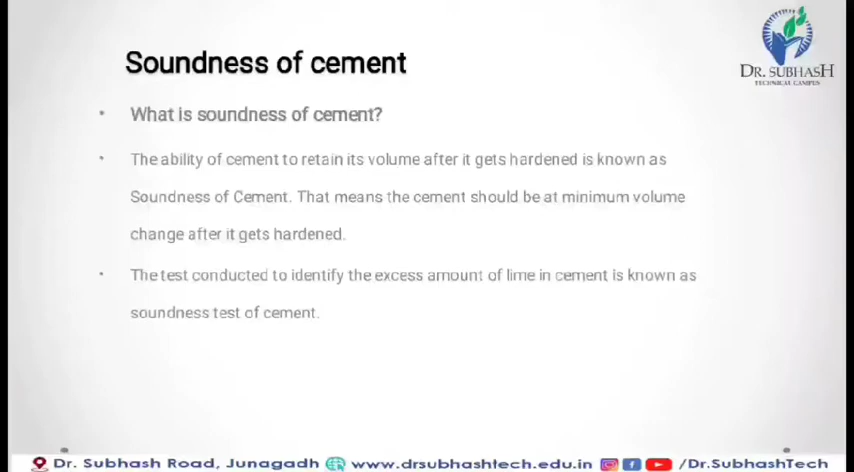 DR. SUBHASH
TECHNICAL CAMPUS
Soundness of cement
• What is soundness of cement?
• The ability of cement to retain its volume after it gets hardened is known as
Soundness of Cement. That means the cement should be at minimum volume
change after it gets hardened.
• The test conducted to identify the excess amount of lime in cement is known as
soundness test of cement.
Dr. Subhash Road, Junagadh www.drsubhashtech.edu.in /Dr.SubhashTech